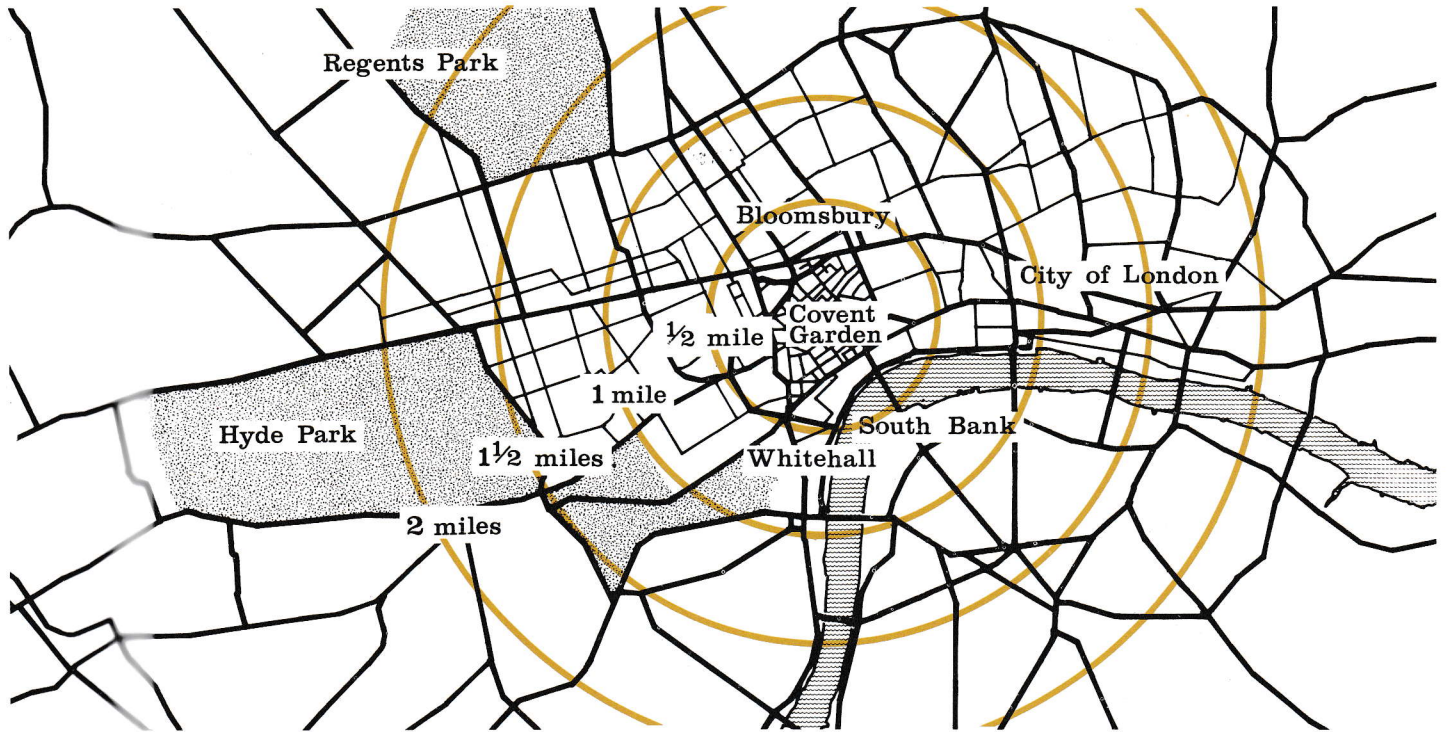 Regents Park
Bloomsbury
City of London
Covent
Garden
½ mile
1 mile
Hyde Park
South Bank
1½ miles
Whitehall
2 miles